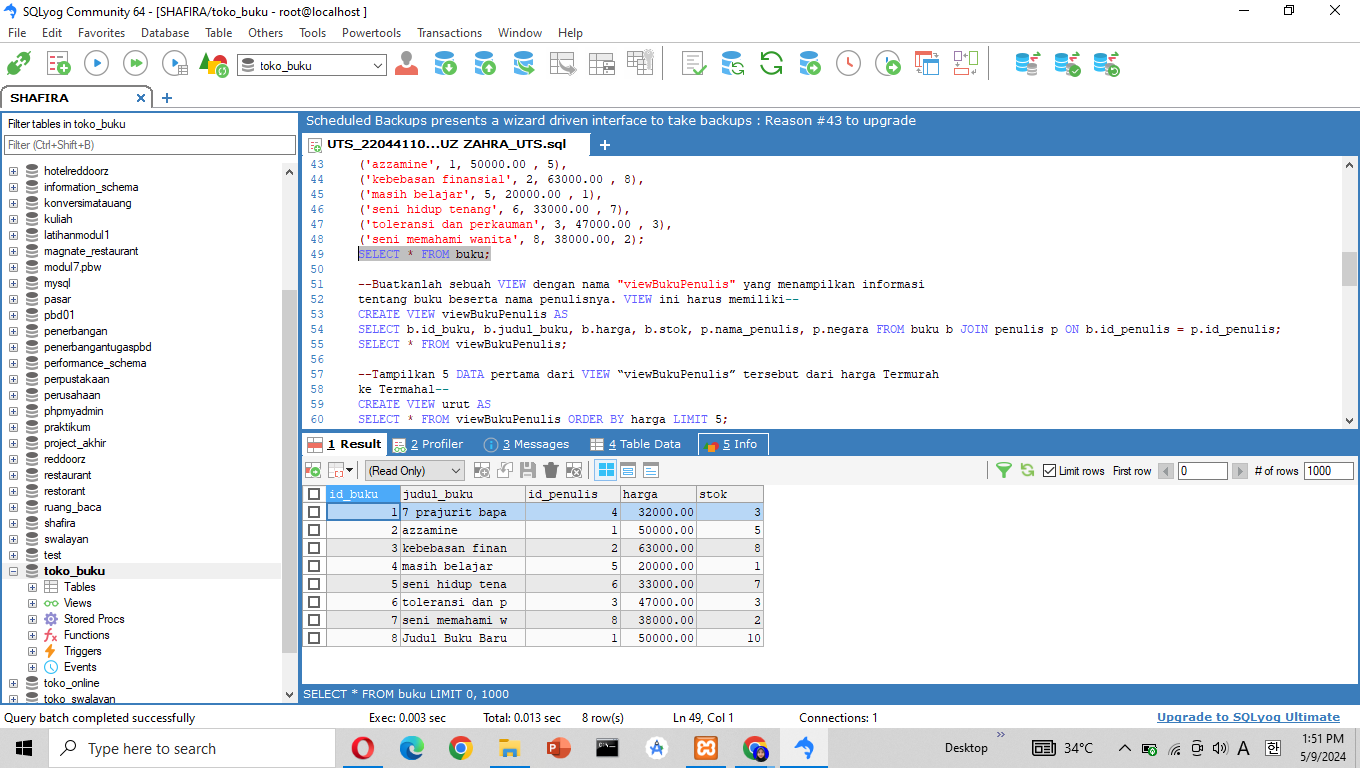 SQLyog Community 64 - [SHAFIRA/toko_buku - root@localhost ]
File Edit Favorites Database Table Others Tools Powertools Transactions Window Help
toko_buku
SHAFIRA
Filter tables in toko_buku
Filter (Ctrl+Shift+B)
hotelreddoorz
information_schema
konversimatauang
kuliah
latihanmodul1
magnate_restaurant
modul7.pbw
mysql
pasar
pbd01
penerbangan
penerbangantugaspbd
performance_schema
perpustakaan
perusahaan
phpmyadmin
praktikum
project_akhir
reddoorz
restaurant
restorant
ruang_baca
shafira
swalayan
test
toko_buku
Tables
Views
Stored Procs
Functions
Triggers
Events
toko_online
toko_swalayan
Scheduled Backups presents a wizard driven interface to take backups : Reason #43 to upgrade
UTS_22044110...UZ ZAHRA_UTS.sql
43 ('azzamine', 1, 50000.00 , 5),
44 ('kebebasan finansial', 2, 63000.00 , 8),
45 ('masih belajar', 5, 20000.00 , 1),
46 ('seni hidup tenang', 6, 33000.00 , 7),
47 ('toleransi dan perkauman', 3, 47000.00 , 3),
48 ('seni memahami wanita', 8, 38000.00, 2);
49 SELECT * FROM buku;
50
51 --Buatkanlah sebuah VIEW dengan nama "viewBukuPenulis" yang menampilkan informasi
52 tentang buku beserta nama penulisnya. VIEW ini harus memiliki--
53 CREATE VIEW viewBukuPenulis AS
54 SELECT b.id_buku, b.judul_buku, b.harga, b.stok, p.nama_penulis, p.negara FROM buku b JOIN penulis p ON b.id_penulis = p.id_penulis;
55 SELECT * FROM viewBukuPenulis;
56
57 --Tampilkan 5 DATA pertama dari VIEW “viewBukuPenulis” tersebut dari harga Termurah
58 ke Termahal--
59 CREATE VIEW urut AS
60 SELECT * FROM viewBukuPenulis ORDER BY harga LIMIT 5;
1 Result 2 Profiler 3 Messages 4 Table Data 5 Info
(Read Only) Limit rows First row 0 # of rows 1000
id_buku judul_buku id_penulis harga stok
1 7 prajurit bapa 4 32000.00 3
2 azzamine 1 50000.00 5
3 kebebasan finan 2 63000.00 8
4 masih belajar 5 20000.00 1
5 seni hidup tena 6 33000.00 7
6 toleransi dan p 3 47000.00 3
7 seni memahami w 8 38000.00 2
8 Judul Buku Baru 1 50000.00 10
SELECT * FROM buku LIMIT 0, 1000
Query batch completed successfully Exec: 0.003 sec Total: 0.013 sec 8 row(s) Ln 49, Col 1 Connections: 1 Upgrade to SQLyog Ultimate
Type here to search Desktop 34°C A 한 1:51 PM
5/9/2024